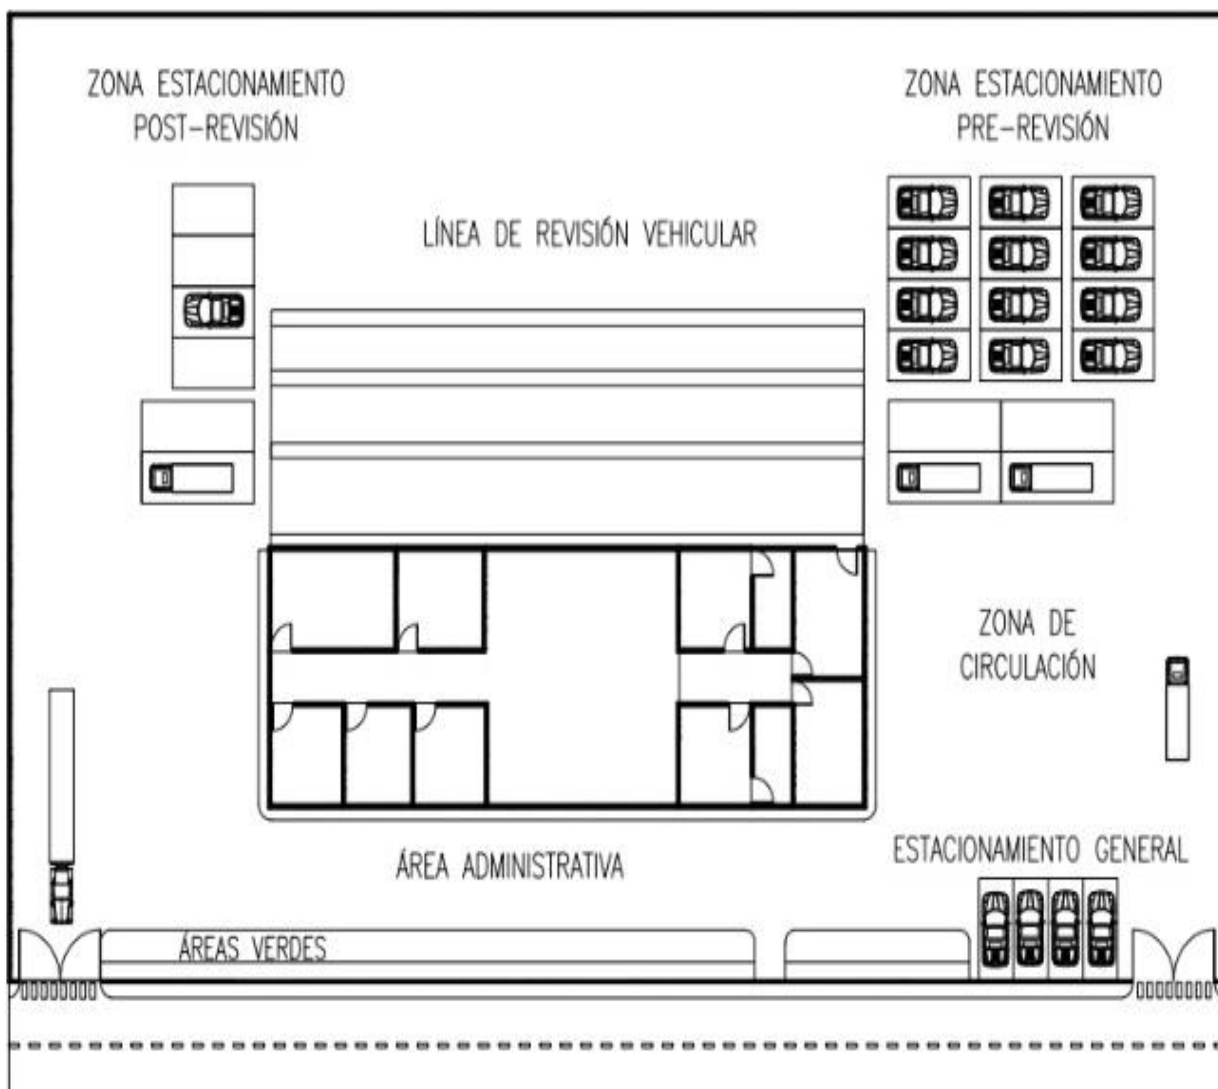 ZONA ESTACIONAMIENTO
POST-REVISIÓN
ZONA ESTACIONAMIENTO
PRE-REVISIÓN
LÍNEA DE REVISIÓN VEHICULAR
ZONA DE
CIRCULACIÓN
ESTACIONAMIENTO GENERAL
ÁREA ADMINISTRATIVA
ÁREAS VERDES